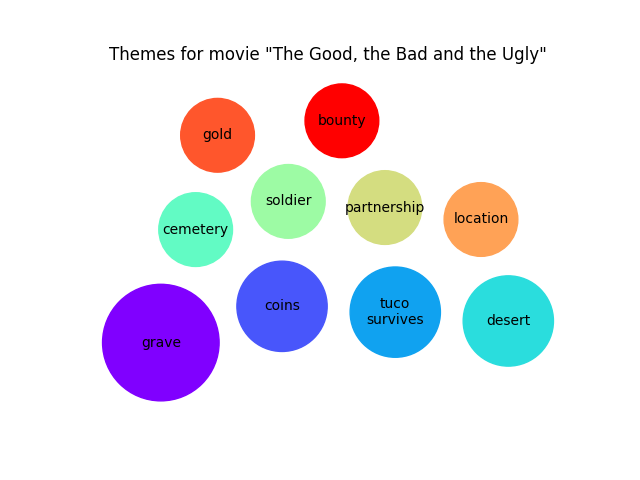 Themes for movie "The Good, the Bad and the Ugly"
bounty
gold
soldier
partnership
location
cemetery
coins
tuco
survives
desert
grave